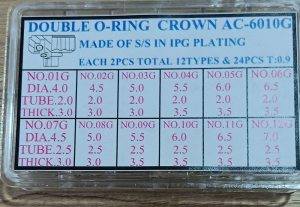 DOUBLE O-RING CROWN AC-6010G
MADE OF S/S IN IPG PLATING
EACH 2PCS TOTAL 12TYPES & 24PCS T:0.9
NO.01G NO.02G NO.03G NO.04G NO.05G NO.06G
DIA.4.0 4.5 5.0 5.5 6.0 6.5
TUBE.2.0 2.0 2.0 2.0 2.0 2.0
THICK.3.0 3.0 3.5 3.5 3.5 3.5
NO.07G NO.08G NO.09G NO.10G NO.11G NO.12G
DIA.4.5 5.0 5.5 6.0 6.5 7.0
TUBE.2.5 2.5 2.5 2.5 2.5 2.5
THICK.3.0 3.0 3.5 3.5 3.5 3.5